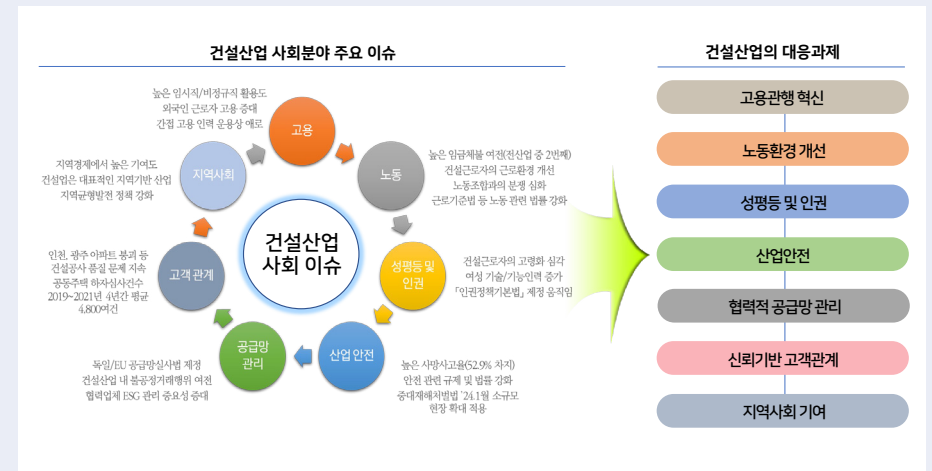 건설산업 사회분야 주요 이슈
높은 임시직/비정규직 활용도
외국인 근로자 고용 증대
간접 고용 인력 운용상 애로
고용
높은 임금체불 여전(전산업 중 2번째)
건설근로자의 근로환경 개선
노동조합과의 분쟁 심화
근로기준법 등 노동 관련 법률 강화
노동
건설근로자의 고령화 심각
여성 기술/기능인력 증가
「인권정책기본법」 제정 움직임
성평등 및
인권
높은 사망사고율(52.9% 차지)
안전 관련 규제 및 법률 강화
중대재해처벌법 '24.1월 소규모
현장 확대 적용
산업 안전
독일/EU 공급망실사법 제정
건설산업 내 불공정거래행위 여전
협력업체 ESG 관리 중요성 증대
공급망
관리
인천, 광주 아파트 붕괴 등
건설공사 품질 문제 지속
공동주택 하자심사건수
2019~2021년 4년간 평균
4,800여건
고객 관계
지역경제에서 높은 기여도
건설업은 대표적인 지역기반 산업
지역균형발전 정책 강화
지역사회
건설산업
사회 이슈
건설산업의 대응과제
고용관행 혁신
노동환경 개선
성평등 및 인권
산업안전
협력적 공급망 관리
신뢰기반 고객관계
지역사회 기여